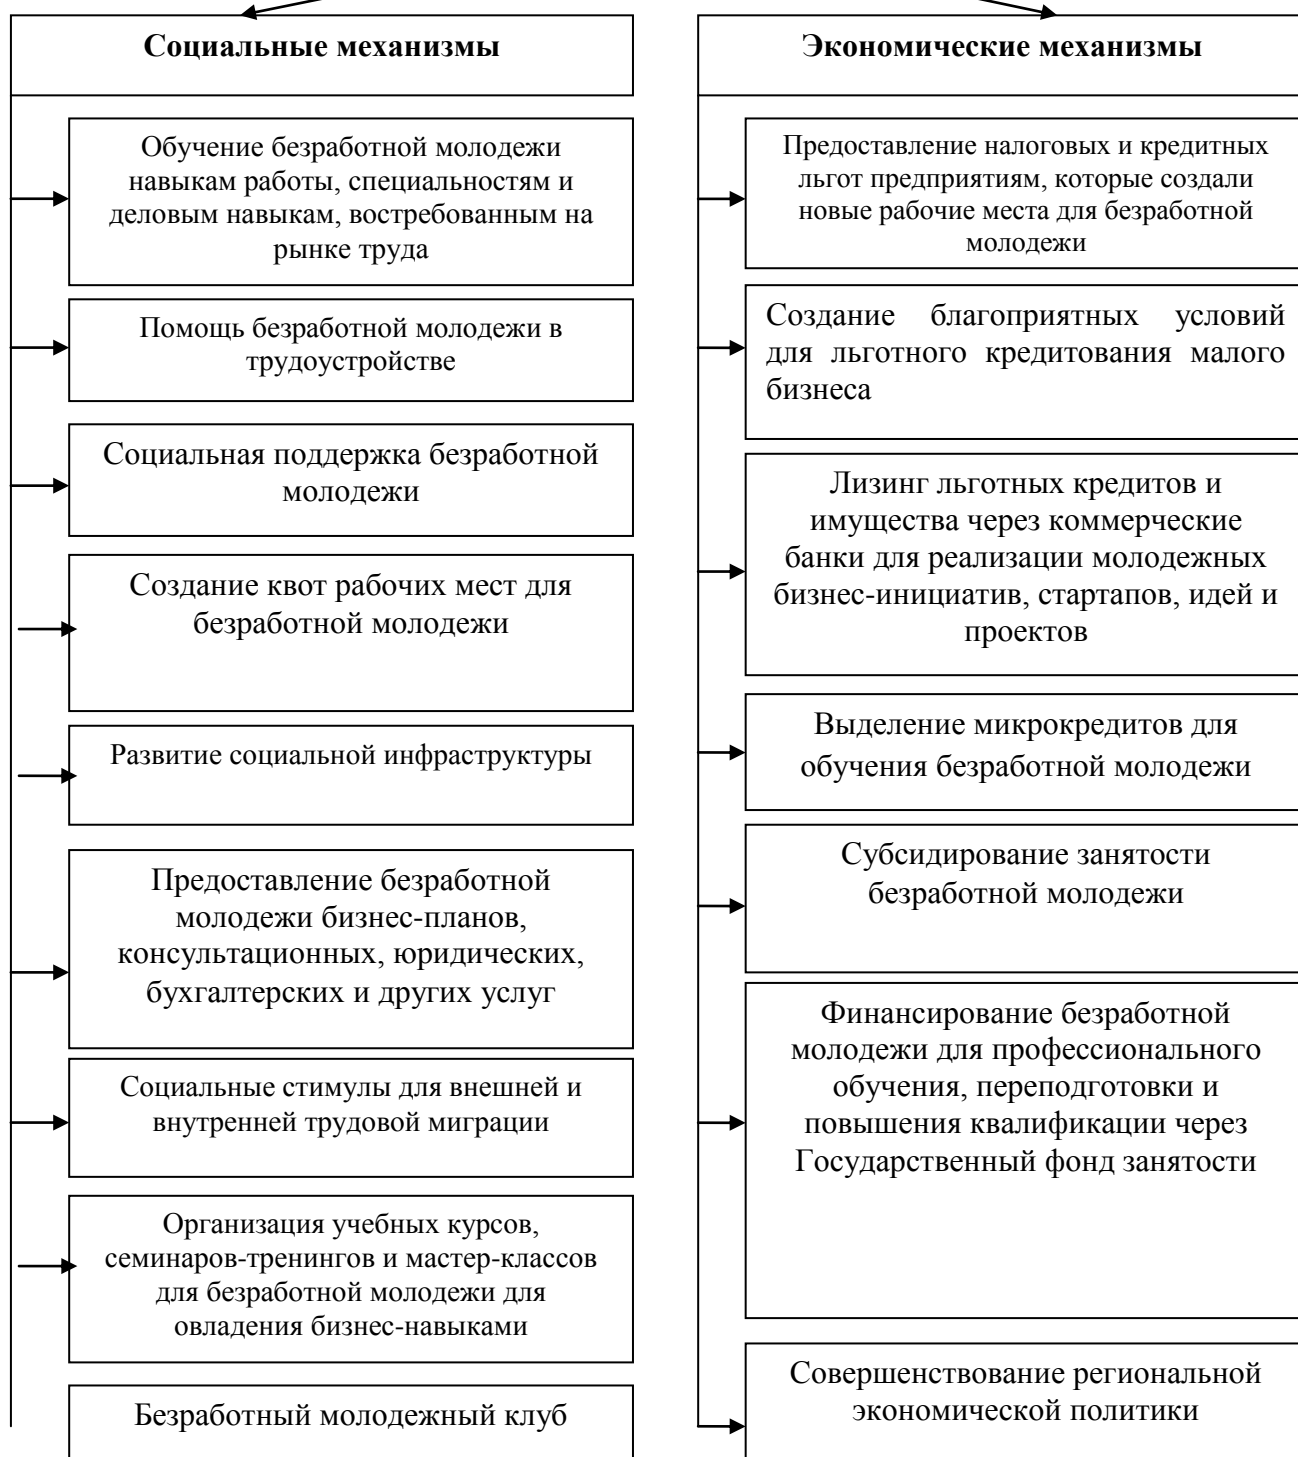 Социальные механизмы
Обучение безработной молодежи
навыкам работы, специальностям и
деловым навыкам, востребованным на
рынке труда
Помощь безработной молодежи в
трудоустройстве
Социальная поддержка безработной
молодежи
Создание квот рабочих мест для
безработной молодежи
Развитие социальной инфраструктуры
Предоставление безработной
молодежи бизнес-планов,
консультационных, юридических,
бухгалтерских и других услуг
Социальные стимулы для внешней и
внутренней трудовой миграции
Организация учебных курсов,
семинаров-тренингов и мастер-классов
для безработной молодежи для
овладения бизнес-навыками
Безработный молодежный клуб
Экономические механизмы
Предоставление налоговых и кредитных
льгот предприятиям, которые создали
новые рабочие места для безработной
молодежи
Создание благоприятных условий
для льготного кредитования малого
бизнеса
Лизинг льготных кредитов и
имущества через коммерческие
банки для реализации молодежных
бизнес-инициатив, стартапов, идей и
проектов
Выделение микрокредитов для
обучения безработной молодежи
Субсидирование занятости
безработной молодежи
Финансирование безработной
молодежи для профессионального
обучения, переподготовки и
повышения квалификации через
Государственный фонд занятости
Совершенствование региональной
экономической политики